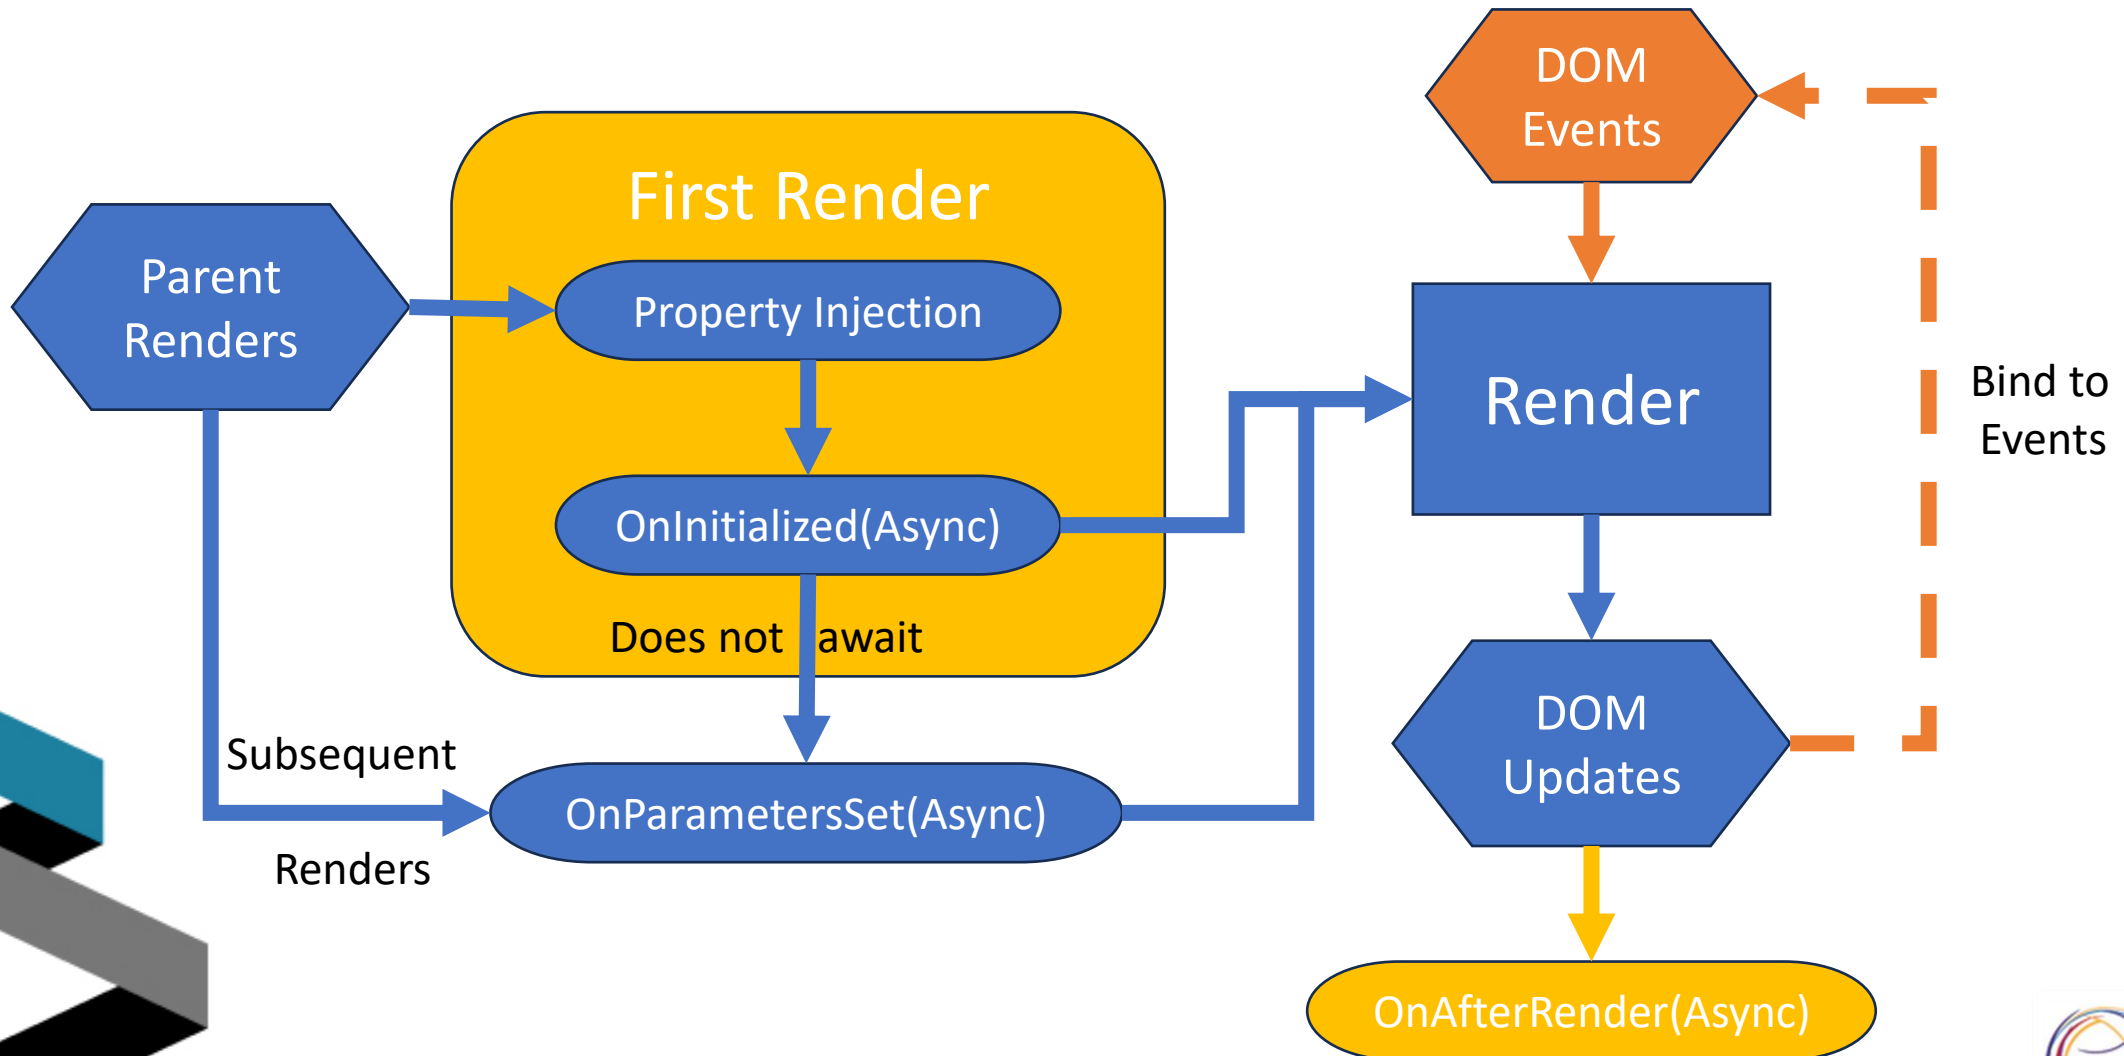 DOM
Events
First Render
Parent
Renders
Property Injection
Render
Bind to
Events
OnInitialized(Async)
Does not await
DOM
Updates
Subsequent
Renders
OnParametersSet(Async)
OnAfterRender(Async)